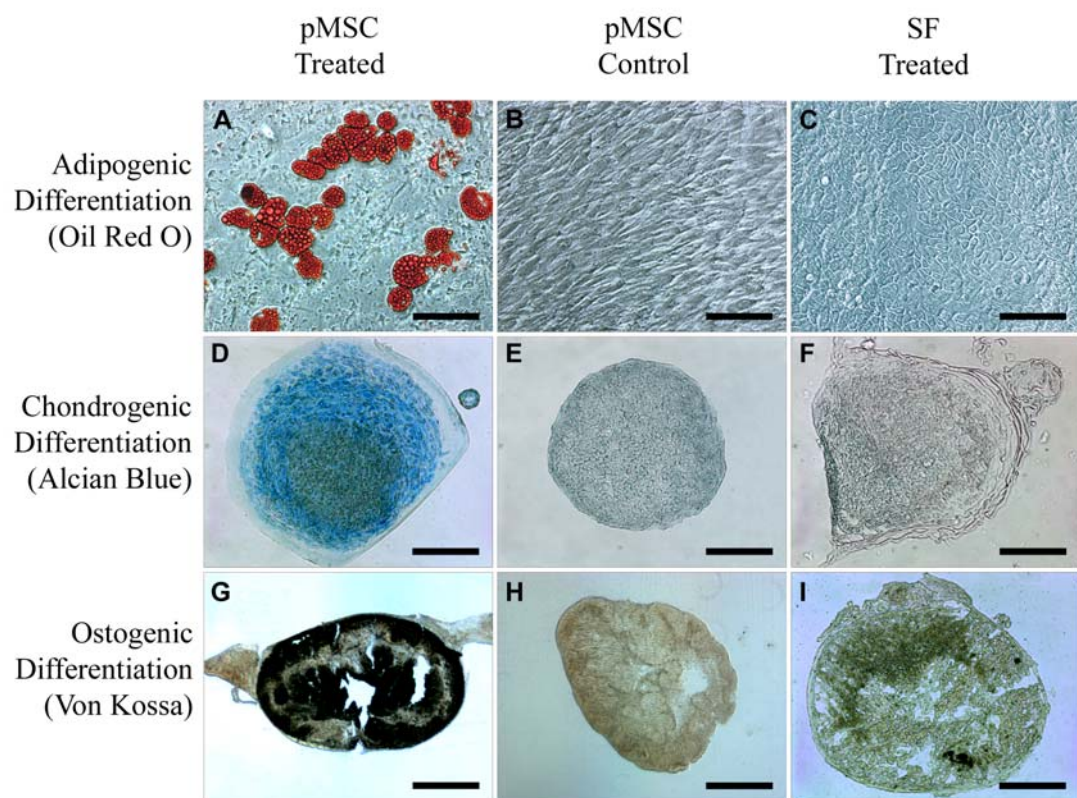 pMSC
Treated
pMSC
Control
SF
Treated
Adipogenic
Differentiation
(Oil Red O)
A
B
C
Chondrogenic
Differentiation
(Alcian Blue)
D
E
F
Ostogenic
Differentiation
(Von Kossa)
G
H
I